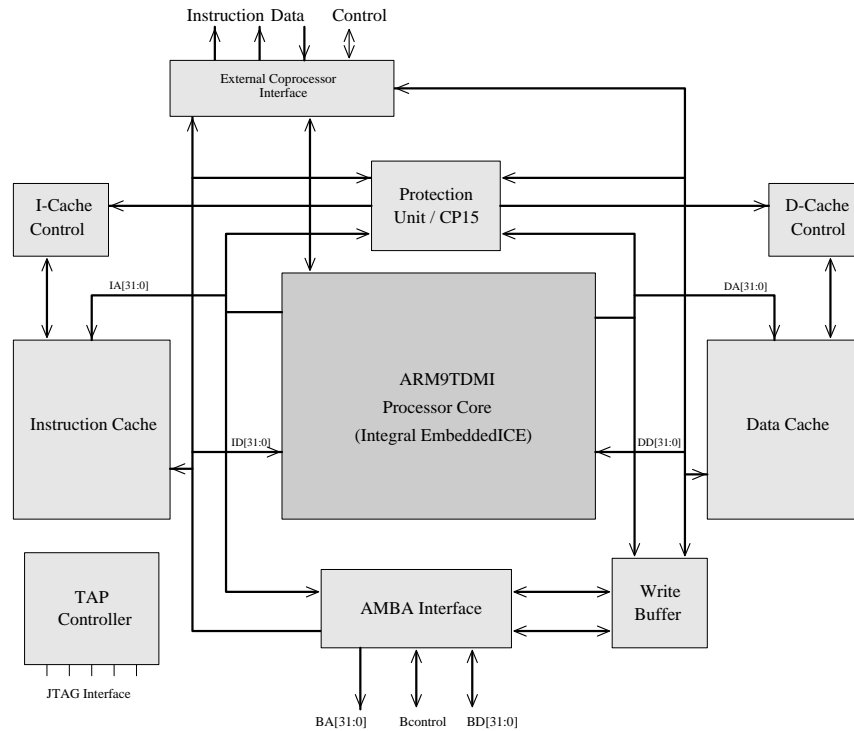 Instruction Data Control
External Coprocessor
Interface
Protection
Unit / CP15
I-Cache
Control
D-Cache
Control
IA[31:0]
DA[31:0]
ARM9TDMI
Processor Core
(Integral EmbeddedICE)
Instruction Cache
Data Cache
ID[31:0]
DD[31:0]
TAP
Controller
JTAG Interface
AMBA Interface
Write
Buffer
BA[31:0] Bcontrol BD[31:0]